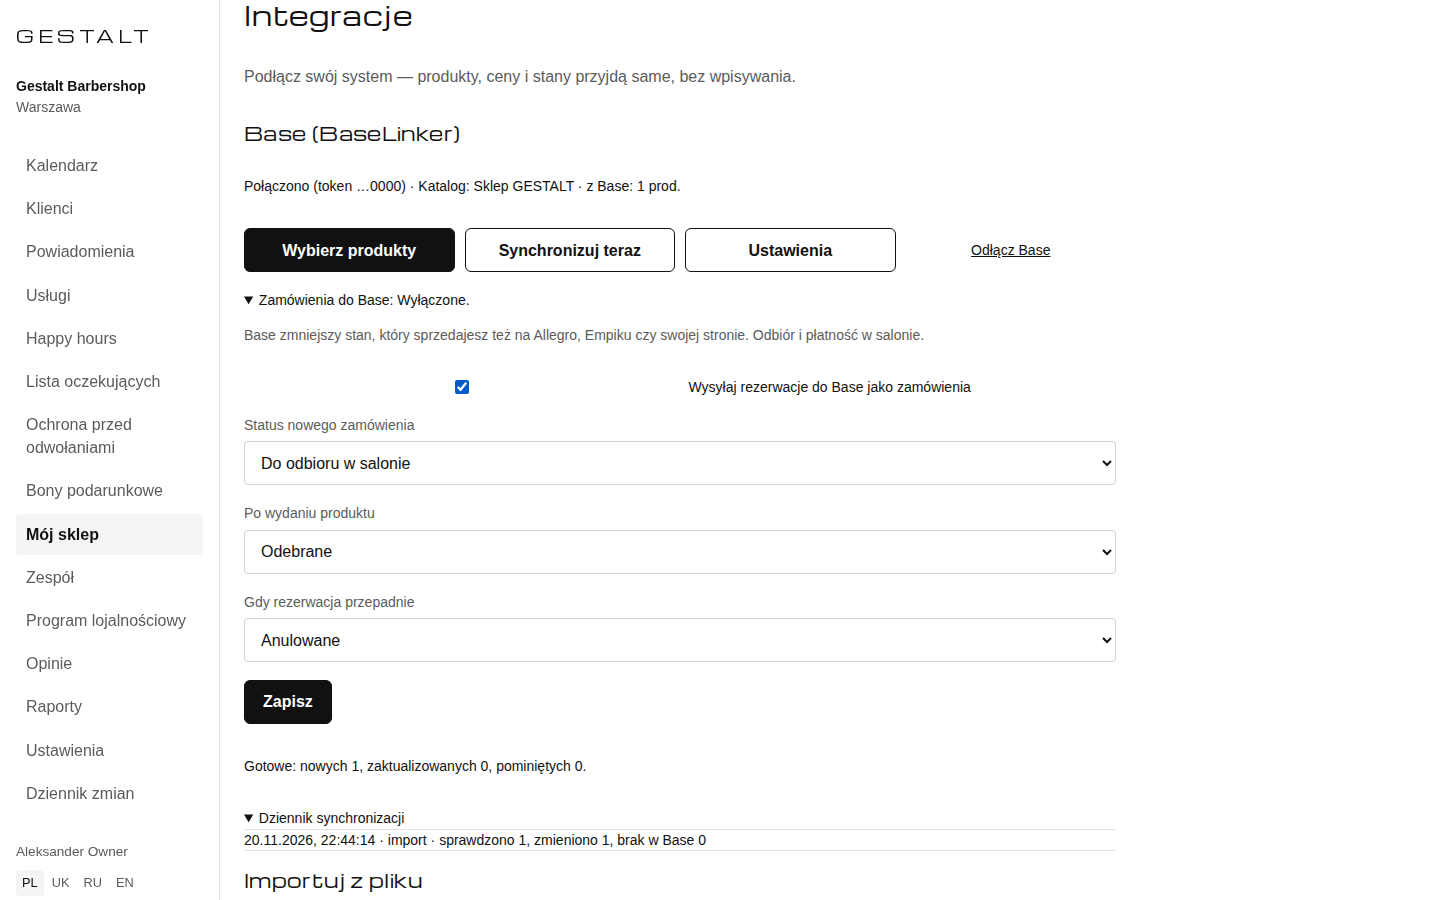 GESTALT
Gestalt Barbershop
Warszawa
Kalendarz
Klienci
Powiadomienia
Usługi
Happy hours
Lista oczekujących
Ochrona przed
odwołaniami
Bony podarunkowe
Mój sklep
Zespół
Program lojalnościowy
Opinie
Raporty
Ustawienia
Dziennik zmian
Aleksander Owner
PL UK RU EN
Integracje
Podłącz swój system — produkty, ceny i stany przyjdą same, bez wpisywania.
Base (BaseLinker)
Połączono (token …0000) · Katalog: Sklep GESTALT · z Base: 1 prod.
Wybierz produkty Synchronizuj teraz Ustawienia Odłącz Base
Zamówienia do Base: Wyłączone.
Base zmniejszy stan, który sprzedajesz też na Allegro, Empiku czy swojej stronie. Odbiór i płatność w salonie.
Wysyłaj rezerwacje do Base jako zamówienia
Status nowego zamówienia
Do odbioru w salonie
Po wydaniu produktu
Odebrane
Gdy rezerwacja przepadnie
Anulowane
Zapisz
Gotowe: nowych 1, zaktualizowanych 0, pominiętych 0.
Dziennik synchronizacji
20.11.2026, 22:44:14 · import · sprawdzono 1, zmieniono 1, brak w Base 0
Importuj z pliku